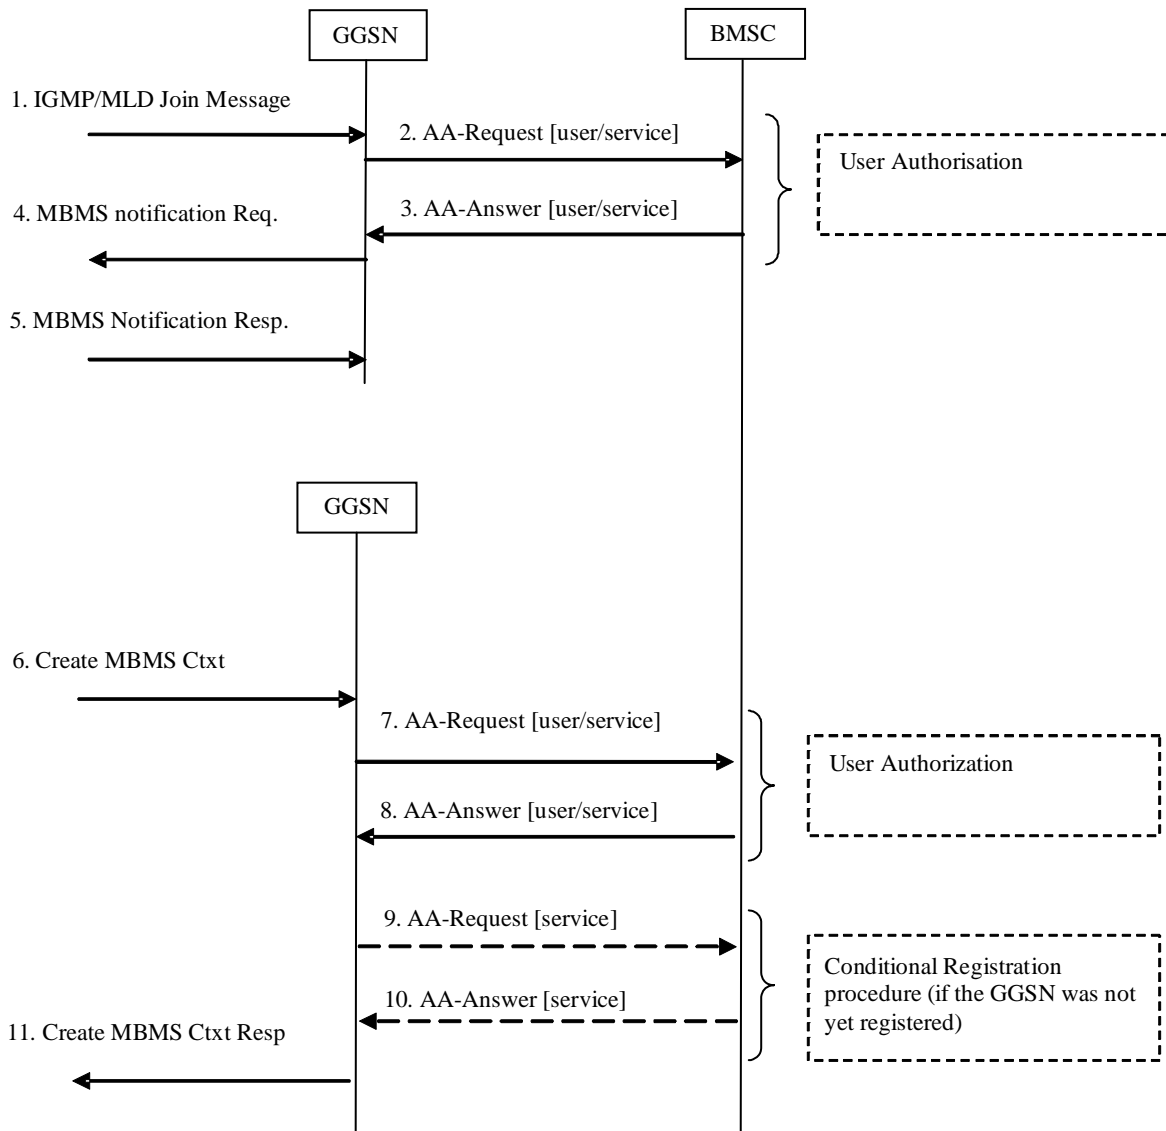 GGSN
BMSC
1. IGMP/MLD Join Message
2. AA-Request [user/service]
User Authorisation
3. AA-Answer [user/service]
4. MBMS notification Req.
5. MBMS Notification Resp.
GGSN
6. Create MBMS Ctxt
7. AA-Request [user/service]
User Authorization
8. AA-Answer [user/service]
9. AA-Request [service]
Conditional Registration
procedure (if the GGSN was not
yet registered)
10. AA-Answer [service]
11. Create MBMS Ctxt Resp